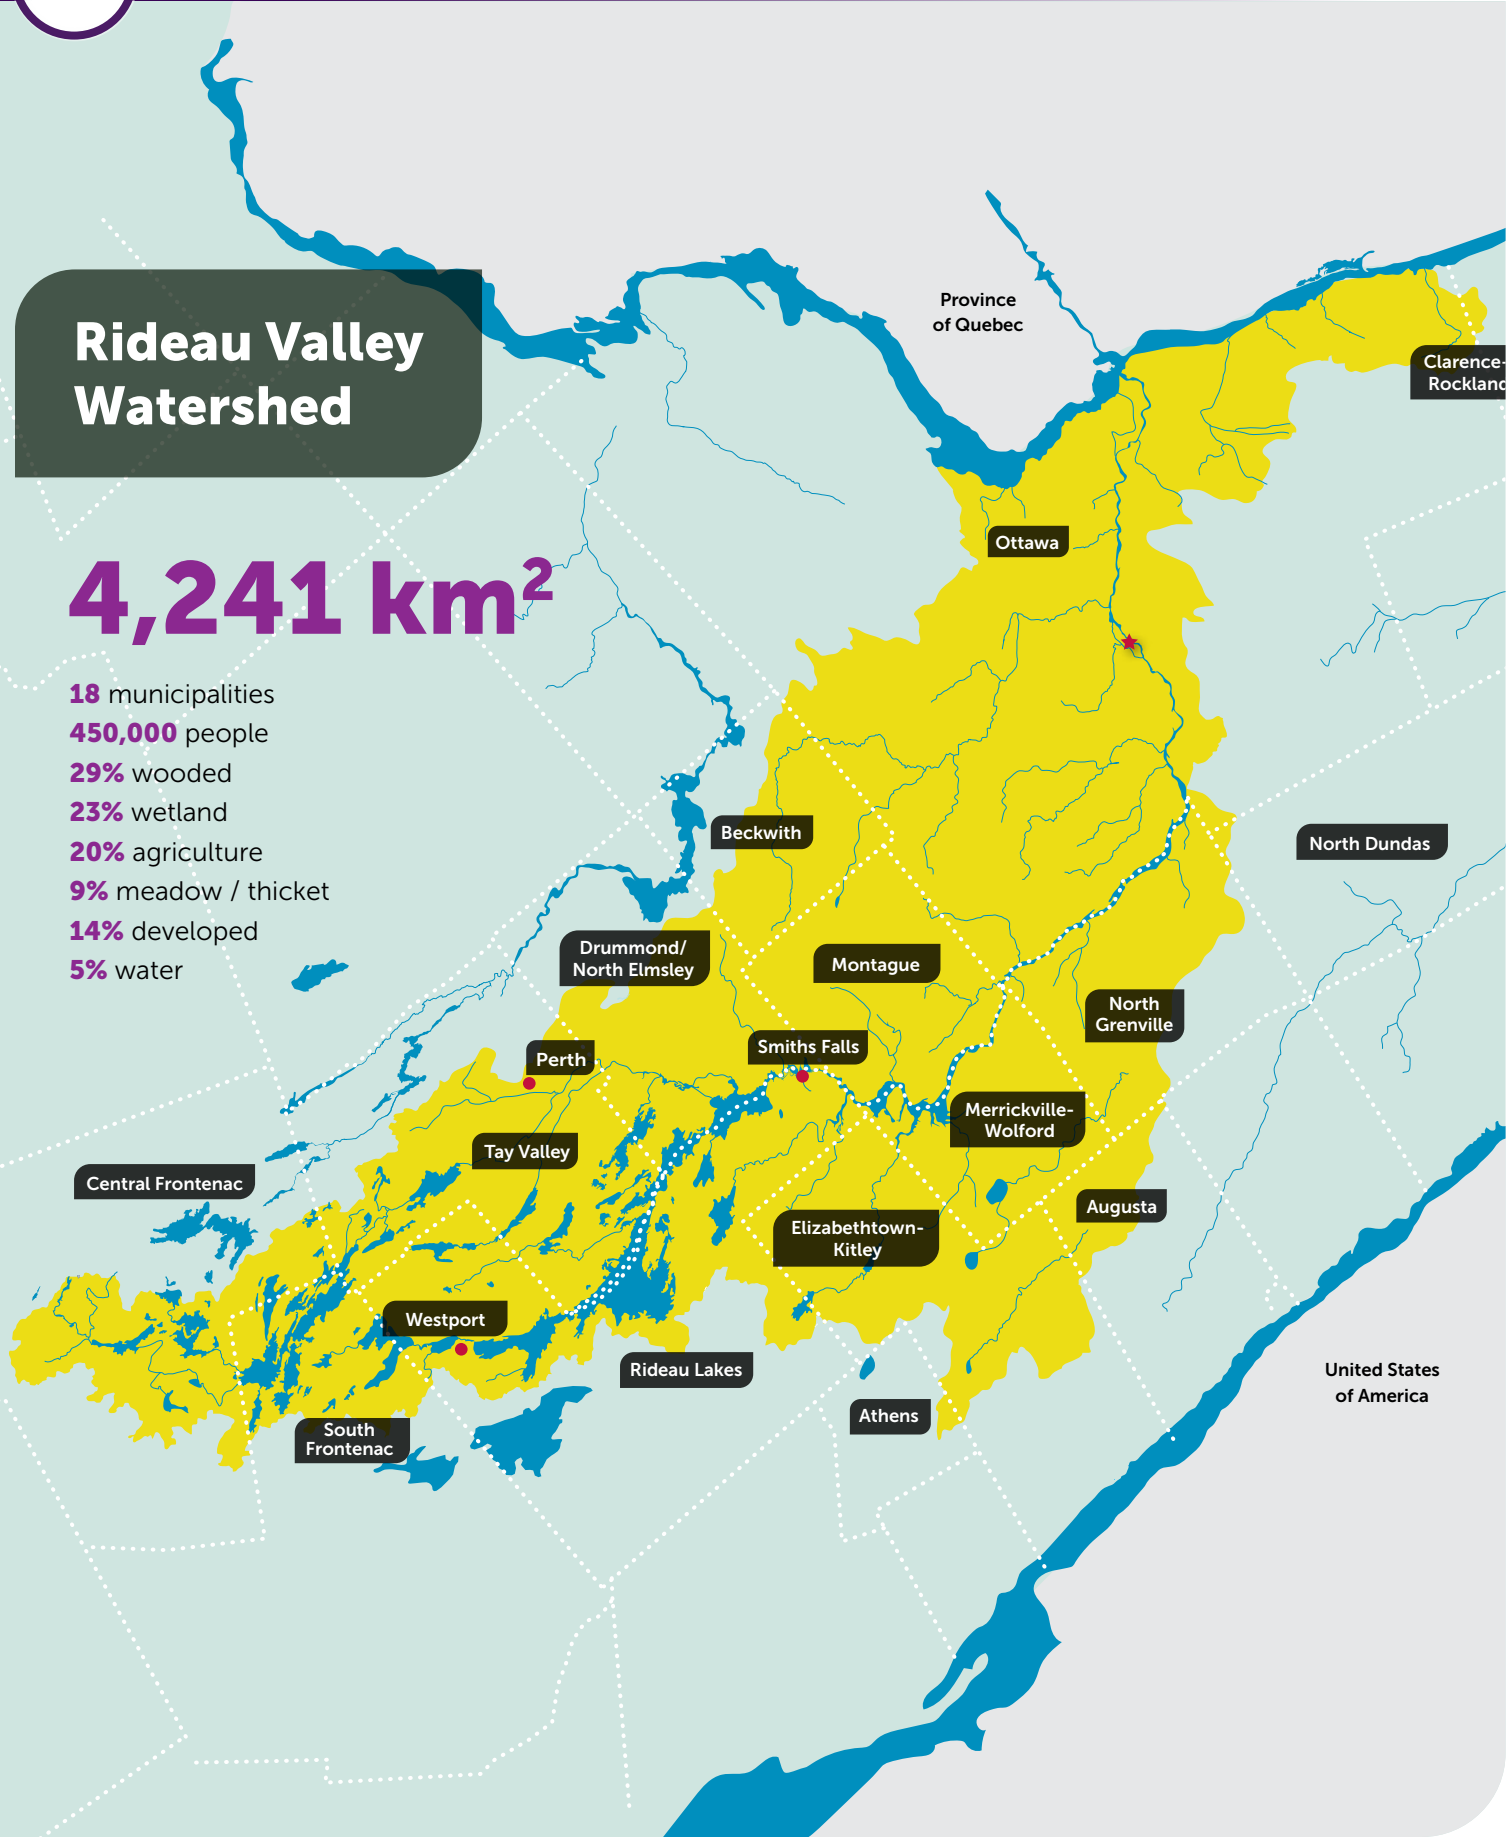 Rideau Valley
Watershed
4,241 km²
18 municipalities
450,000 people
29% wooded
23% wetland
20% agriculture
9% meadow / thicket
14% developed
5% water
Province
of Quebec
Clarence-
Rockland
Ottawa
Beckwith
North Dundas
Drummond/
North Elmsley
Montague
North
Grenville
Smiths Falls
Perth
Merrickville-
Wolford
Tay Valley
Central Frontenac
Augusta
Elizabethtown-
Kitley
Westport
Rideau Lakes
United States
of America
Athens
South
Frontenac